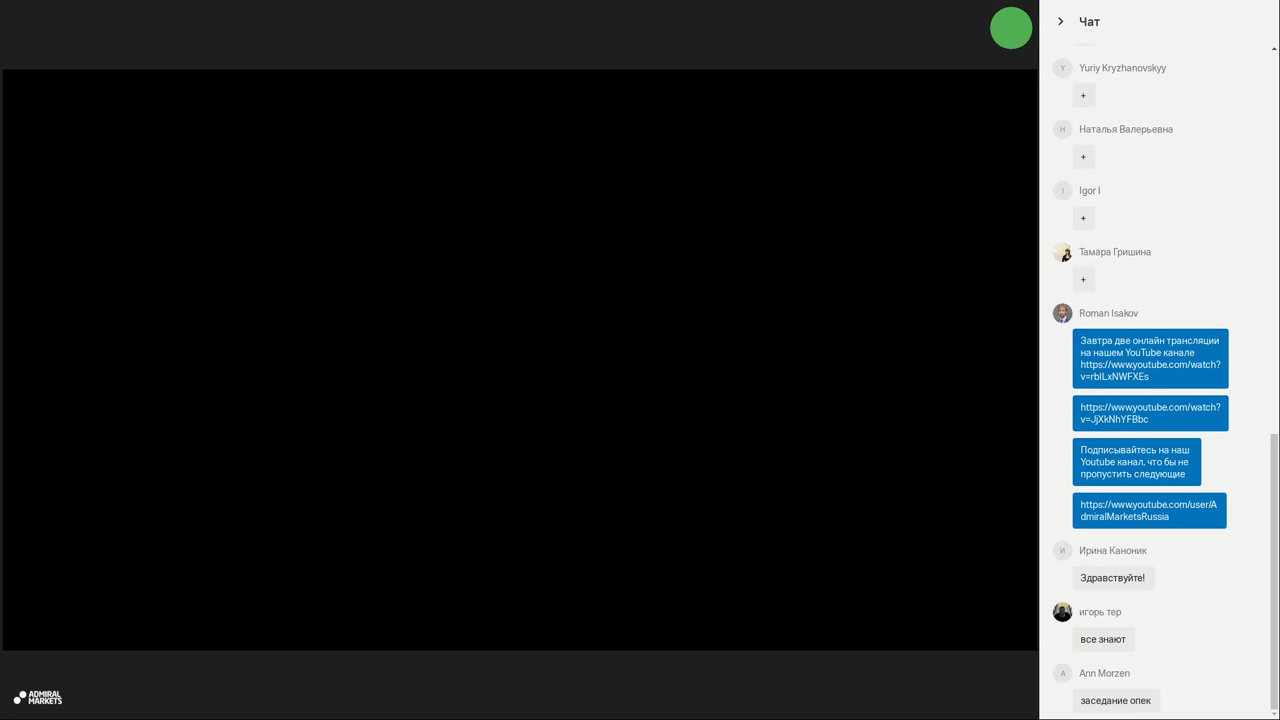 Чат
Y
Yuriy Kryzhanovskyy
+
Н
Наталья Валерьевна
+
I
Igor I
+
Тамара Гришина
+
Roman Isakov
Завтра две онлайн трансляции
на нашем YouTube канале
https://www.youtube.com/watch?
v=rbILxNWFXEs
https://www.youtube.com/watch?
v=JjXkNhYFBbc
Подписывайтесь на наш
Youtube канал, что бы не
пропустить следующие
https://www.youtube.com/user/A
dmiralMarketsRussia
И
Ирина Каноник
Здравствуйте!
игорь тер
все знают
A
Ann Morzen
заседание опек
ADMIRAL
MARKETS